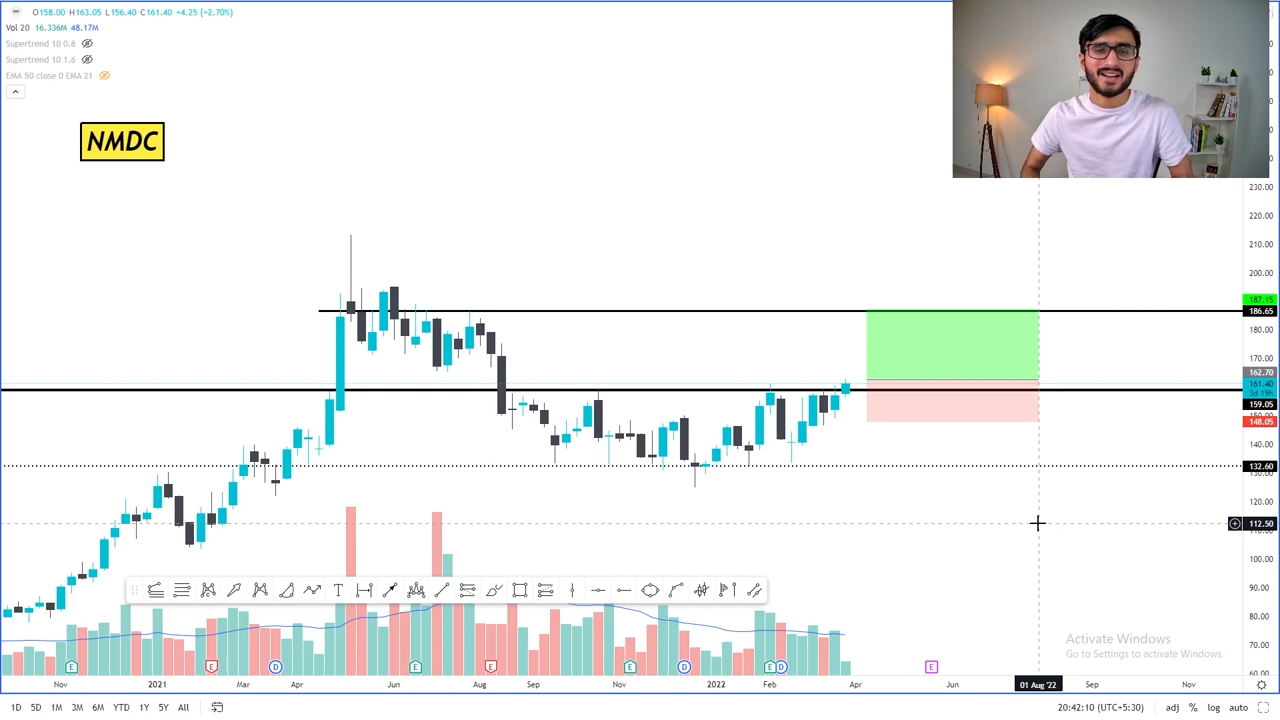 O158.00 H163.05 L156.40 C161.40 +4.25 (+2.70%)
Vol 20 16.336M 48.17M
Supertrend 10 0.8
Supertrend 10 1.6
EMA 50 close 0 EMA 21
NMDC
230.00
220.00
210.00
200.00
187.15
186.65
180.00
170.00
162.70
161.40
3d 19h
159.05
148.05
140.00
132.60
120.00
112.50
100.00
90.00
80.00
70.00
60.00
T
Activate Windows
Go to Settings to activate Windows.
E E D E E E D E D E
Nov 2021 Mar Apr Jun Aug Sep Nov 2022 Feb Apr Jun 01 Aug '22 Sep Nov
1D 5D 1M 3M 6M YTD 1Y 5Y All 20:42:10 (UTC+5:30) adj % log auto